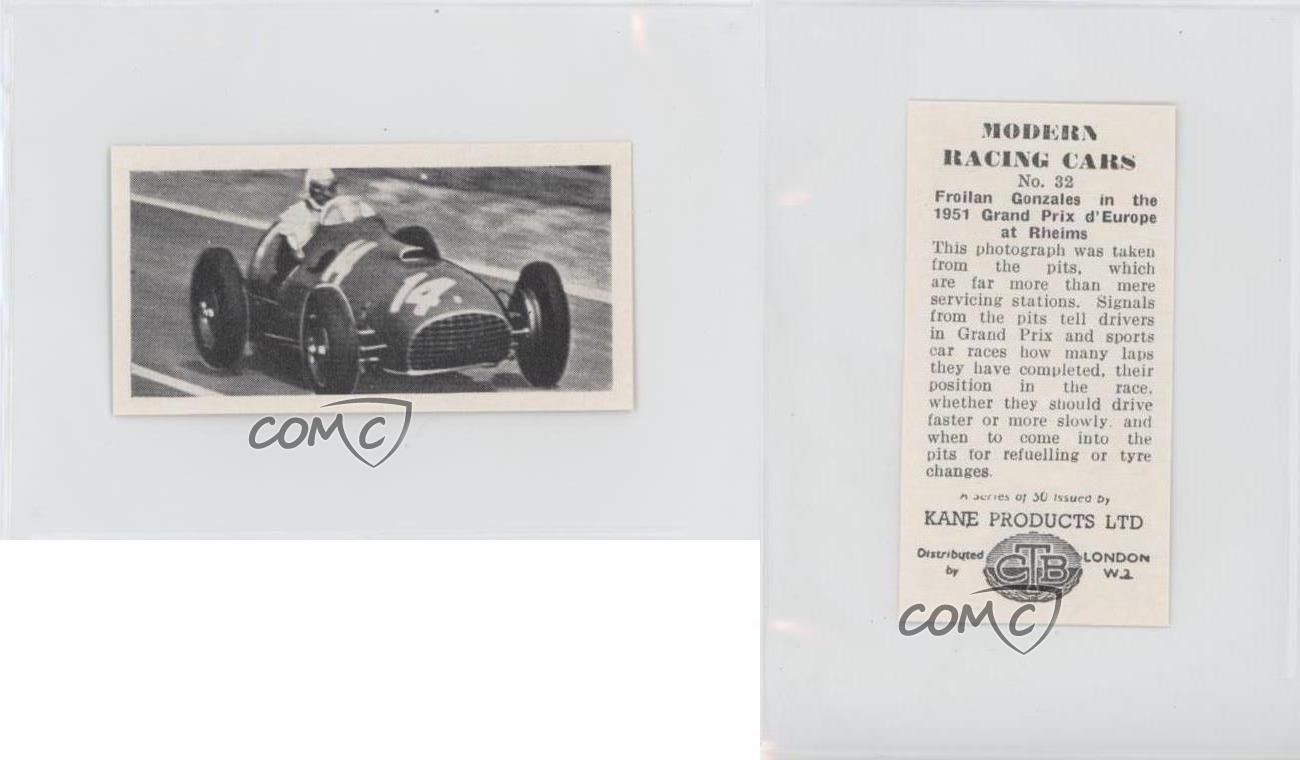 14
COMC
MODERN
RACING CARS
No. 32
Froilan Gonzales in the
1951 Grand Prix d'Europe
at Rheims
This photograph was taken
from the pits, which
are far more than mere
servicing stations. Signals
from the pits tell drivers
in Grand Prix and sports
car races how many laps
they have completed, their
position in the race,
whether they should drive
faster or more slowly. and
when to come into the
pits for refuelling or tyre
changes.
A Series of 50 Issued by
KANE PRODUCTS LTD
Distributed
by
CTB
LONDON
W.2
COMC